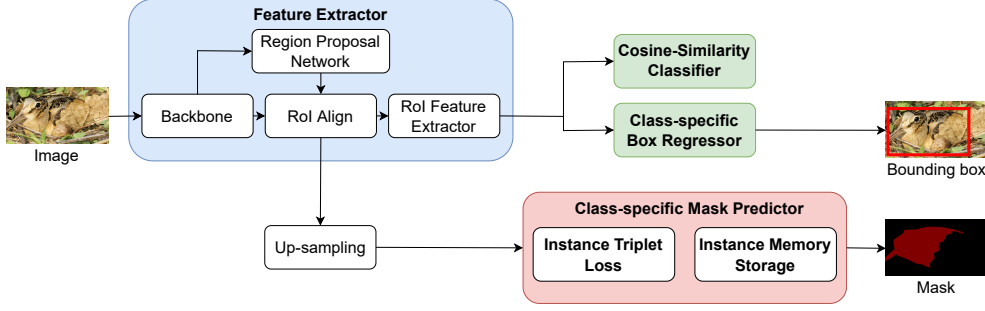 Feature Extractor
Region Proposal
Network
Backbone
RoI Align
RoI Feature
Extractor
Image
Cosine-Similarity
Classifier
Class-specific
Box Regressor
Bounding box
Up-sampling
Class-specific Mask Predictor
Instance Triplet
Loss
Instance Memory
Storage
Mask